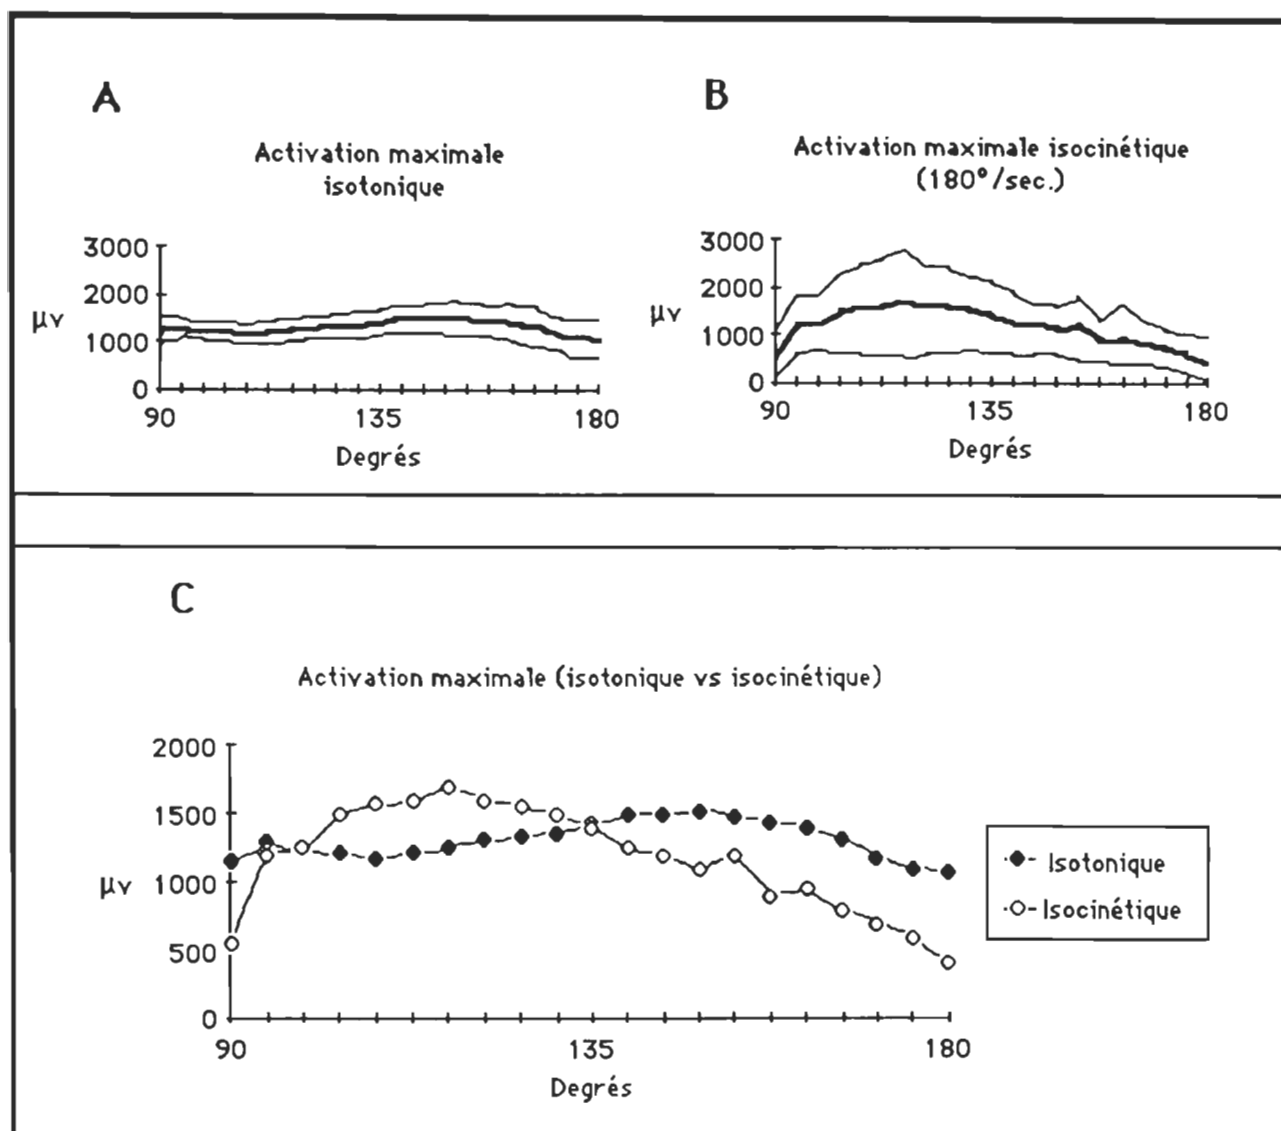 A
Activation maximale
isotonique
3000
2000
μv
1000
0
90
135
180
Degrés
B
Activation maximale isocinétique
(180°/sec.)
3000
2000
μv
1000
0
90
135
180
Degrés
C
Activation maximale (isotonique vs isocinétique)
2000
1500
μv
1000
500
0
90
135
180
Degrés
Isotonique
Isocinétique